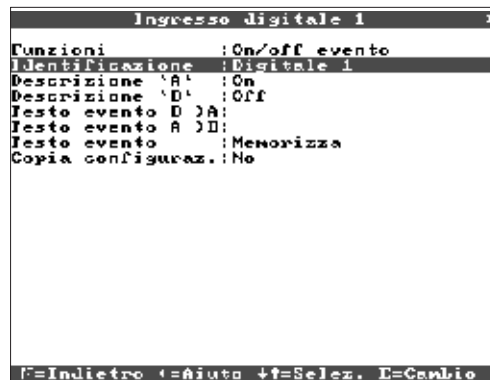 Ingresso digitale 1
Funzioni :On/off evento
Identificazione :Digitale 1
Descrizione 'A' :On
Descrizione 'D' :Off
Testo evento D )A:
Testo evento A )D:
Testo evento :Memorizza
Copia configuraz.:No
=Indietro =Aiuto ↓↑=Selez. E=Cambio